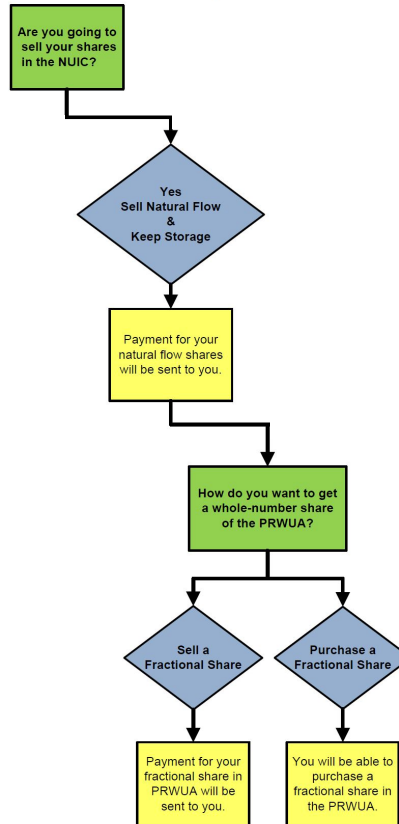 Are you going to
sell your shares
in the NUIC?
Yes
Sell Natural Flow
&
Keep Storage
Payment for your
natural flow shares
will be sent to you.
How do you want to get
a whole-number share
of the PRWUA?
Sell a
Fractional Share
Purchase a
Fractional Share
Payment for your
fractional share in
PRWUA will be
sent to you.
You will be able to
purchase a
fractional share in
the PRWUA.